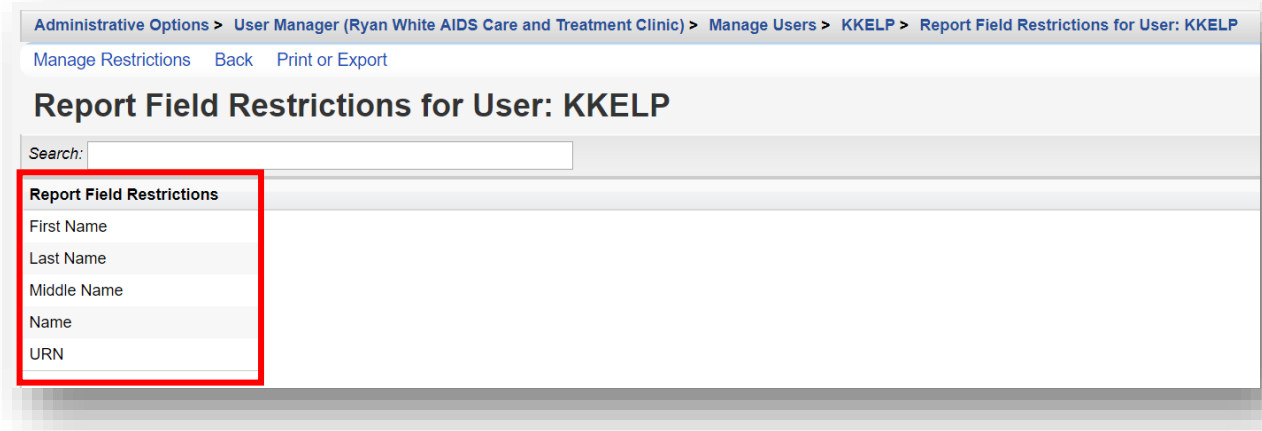 Administrative Options > User Manager (Ryan White AIDS Care and Treatment Clinic) > Manage Users > KKELP > Report Field Restrictions for User: KKELP
Manage Restrictions Back Print or Export
Report Field Restrictions for User: KKELP
Search:
Report Field Restrictions
First Name
Last Name
Middle Name
Name
URN